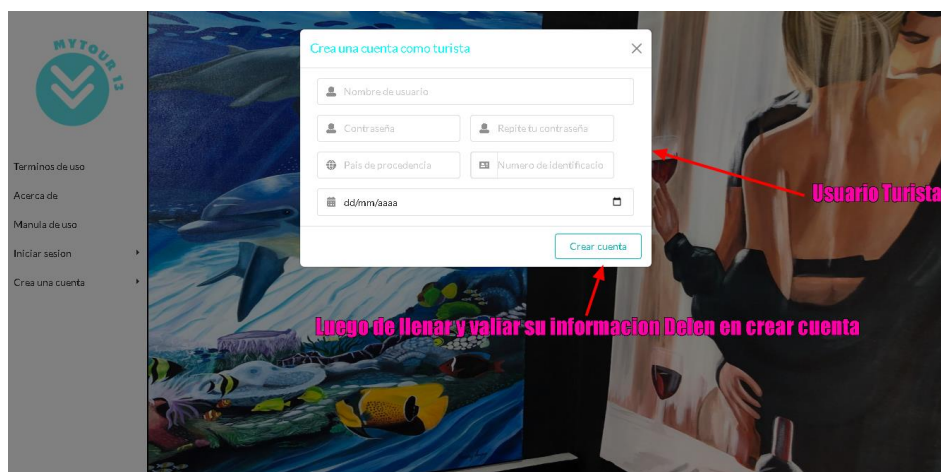 MYTOUR 13
Terminos de uso
Acerca de
Manula de uso
Iniciar sesion
Crea una cuenta
Crea una cuenta como turista
Nombre de usuario
Contraseña
Repite tu contraseña
Pais de procedencia
Numero de identificacio
dd/mm/aaaa
Crear cuenta
Usuario Turista
Luego de llenar y valiar su informacion Delen en crear cuenta